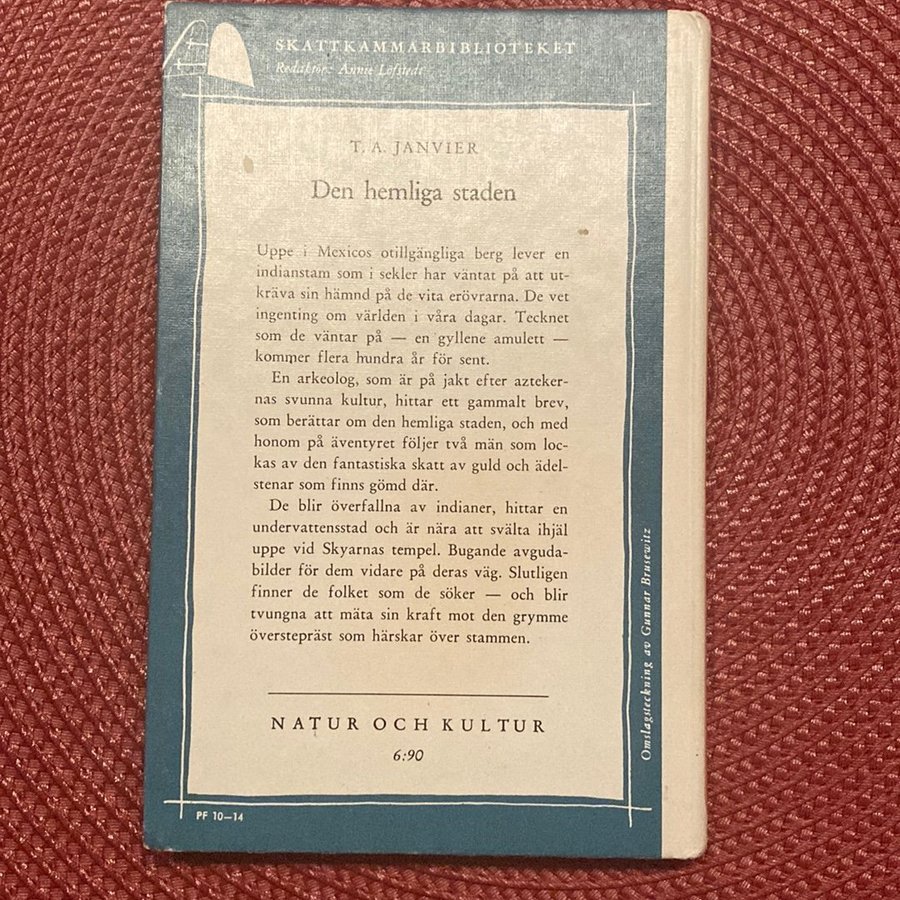 SKATTKAMMARBIBLIOTEKET
Redaktör: Annie Löfstedt
T. A. JANVIER
Den hemliga staden
Uppe i Mexicos otillgängliga berg lever en
indianstam som i sekler har väntat på att ut-
kräva sin hämnd på de vita erövrarna. De vet
ingenting om världen i våra dagar. Tecknet
som de väntar på — en gyllene amulett —
kommer flera hundra år för sent.
En arkeolog, som är på jakt efter azteker-
nas svunna kultur, hittar ett gammalt brev,
som berättar om den hemliga staden, och med
honom på äventyret följer två män som loc-
kas av den fantastiska skatt av guld och ädel-
stenar som finns gömd där.
De blir överfallna av indianer, hittar en
undervattensstad och är nära att svälta ihjäl
uppe vid Skyarnas tempel. Bugande avguda-
bilder för dem vidare på deras väg. Slutligen
finner de folket som de söker — och blir
tvungna att mäta sin kraft mot den grymme
överstepräst som härskar över stammen.
NATUR OCH KULTUR
6:90
PF 10—14
Omslagsteckning av Gunnar Brusewitz